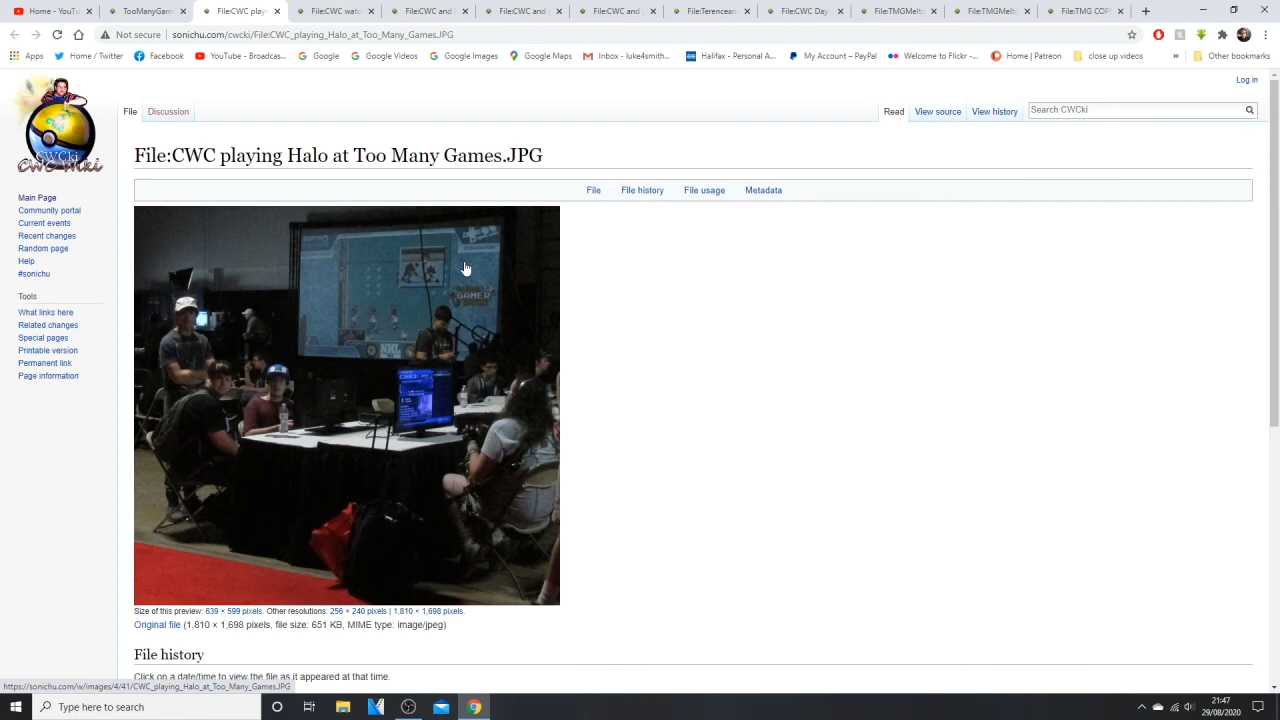 Home - YouTu
TooManyGam
File:CWC play
File:CWC watc
File:CWC and
File:CWC and
File:CWC and
File:Terencean
File:CWC Day
File:TMGMelt
File:TMGMelt
File:TMG COP
Not secure
sonichu.com/cwcki/File:CWC_playing_Halo_at_Too_Many_Games.JPG
Apps
Home / Twitter
Facebook
YouTube - Broadcas...
Google
Google Videos
Google Images
Google Maps
Inbox - luke4smith...
Halifax - Personal A...
My Account – PayPal
Welcome to Flickr -...
Home | Patreon
close up videos
»
Other bookmarks
Log in
File
Discussion
Read
View source
View history
Search CWCki
CWCki
CWC Wiki
File:CWC playing Halo at Too Many Games.JPG
File
File history
File usage
Metadata
Main Page
Community portal
Current events
Recent changes
Random page
Help
#sonichu
Tools
What links here
Related changes
Special pages
Printable version
Permanent link
Page information
GAMER
Size of this preview: 639 × 599 pixels. Other resolutions: 256 × 240 pixels | 1,810 × 1,698 pixels.
Original file (1,810 × 1,698 pixels, file size: 651 KB, MIME type: image/jpeg)
File history
Click on a date/time to view the file as it appeared at that time.
https://sonichu.com/w/images/4/41/CWC_playing_Halo_at_Too_Many_Games.JPG
Type here to search
21:47
29/08/2020